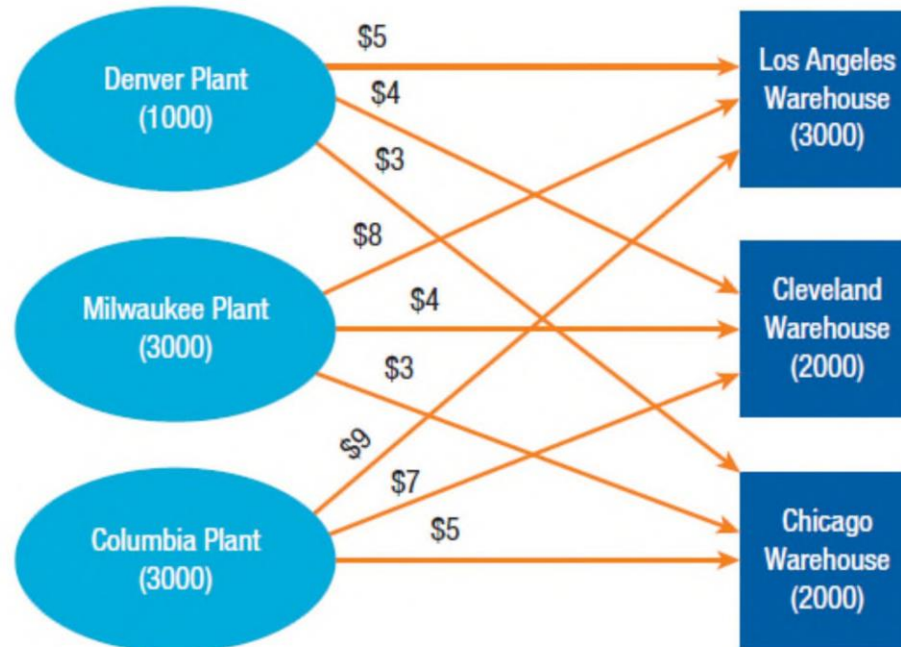 $5
Denver Plant
(1000)
$4
$3
Los Angeles
Warehouse
(3000)
$8
Milwaukee Plant
(3000)
$4
$3
Cleveland
Warehouse
(2000)
$9
$7
Columbia Plant
(3000)
$5
Chicago
Warehouse
(2000)